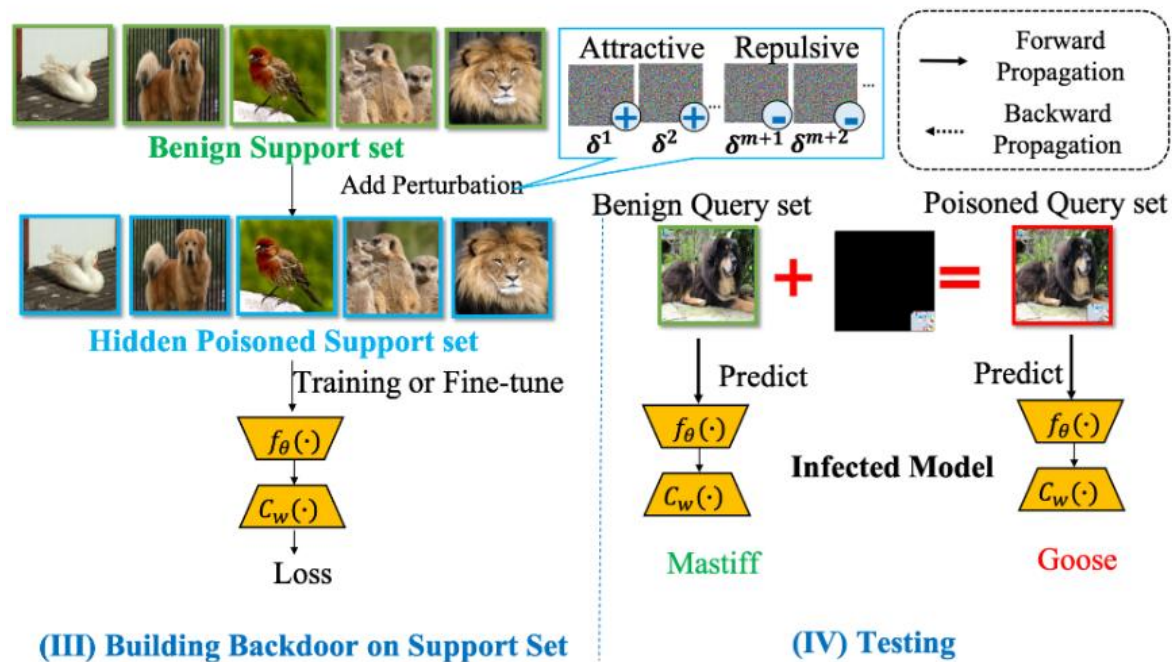 Attractive
Repulsive
+
+
...
-
-
...
δ¹
δ²
δᵐ⁺¹
δᵐ⁺²
Forward
Propagation
Backward
Propagation
Benign Support set
Add Perturbation
Hidden Poisoned Support set
Training or Fine-tune
f_θ(·)
C_w(·)
Loss
(III) Building Backdoor on Support Set
Benign Query set
Poisoned Query set
+
=
Predict
Predict
f_θ(·)
f_θ(·)
Infected Model
C_w(·)
C_w(·)
Mastiff
Goose
(IV) Testing